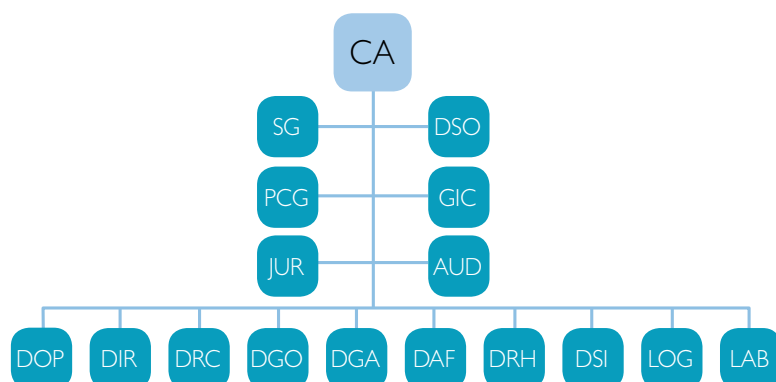 CA
SG DSO
PCG GIC
JUR AUD
DOP DIR DRC DGO DGA DAF DRH DSI LOG LAB